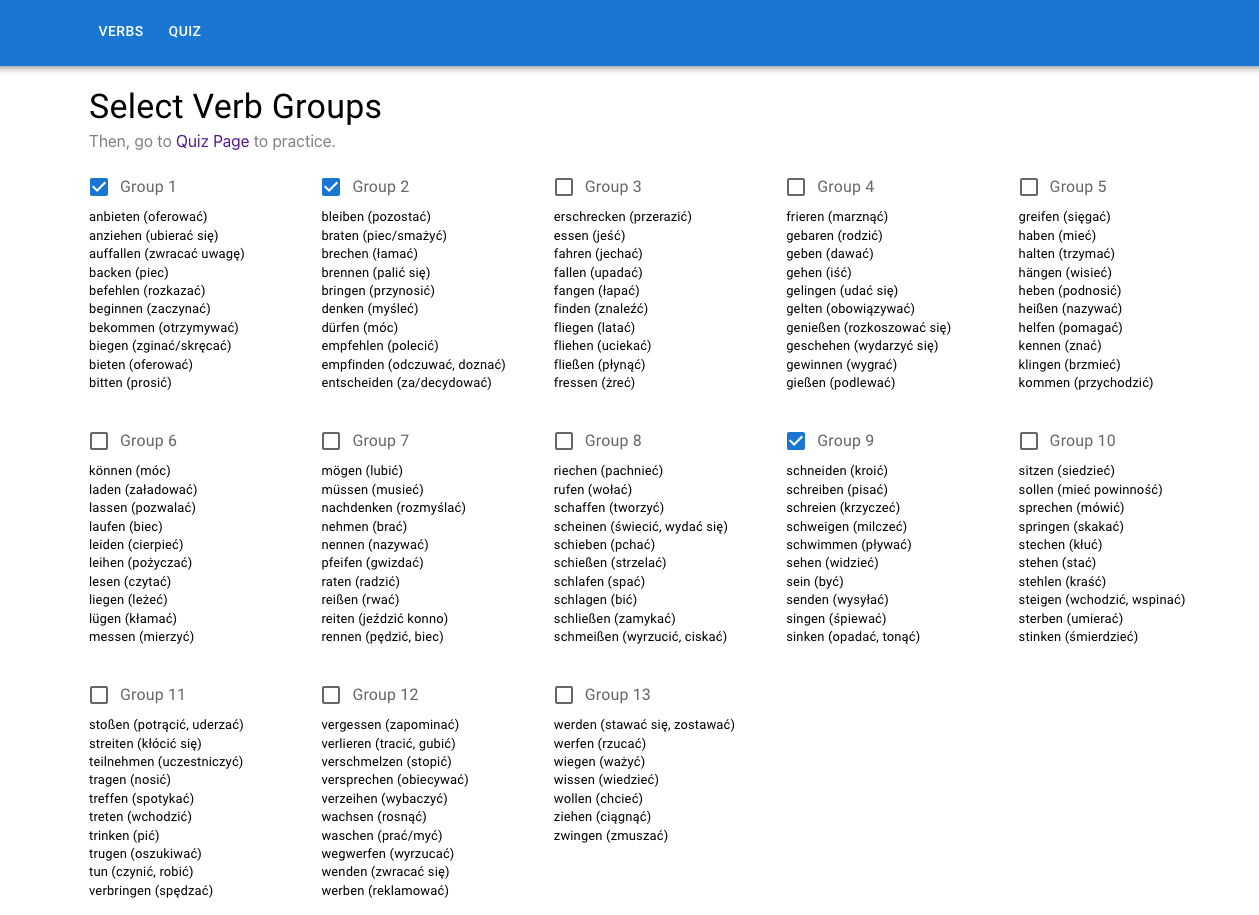 VERBS QUIZ
Select Verb Groups
Then, go to Quiz Page to practice.
Group 1
anbieten (oferować)
anziehen (ubierać się)
auffallen (zwracać uwagę)
backen (piec)
befehlen (rozkazać)
beginnen (zaczynać)
bekommen (otrzymywać)
biegen (zginać/skręcać)
bieten (oferować)
bitten (prosić)
Group 2
bleiben (pozostać)
braten (piec/smażyć)
brechen (łamać)
brennen (palić się)
bringen (przynosić)
denken (myśleć)
dürfen (móc)
empfehlen (polecić)
empfinden (odczuwać, doznać)
entscheiden (za/decydować)
Group 3
erschrecken (przerazić)
essen (jeść)
fahren (jechać)
fallen (upadać)
fangen (łapać)
finden (znaleźć)
fliegen (latać)
fliehen (uciekać)
fließen (płynąć)
fressen (żreć)
Group 4
frieren (marznąć)
gebaren (rodzić)
geben (dawać)
gehen (iść)
gelingen (udać się)
gelten (obowiązywać)
genießen (rozkoszować się)
geschehen (wydarzyć się)
gewinnen (wygrać)
gießen (podlewać)
Group 5
greifen (sięgać)
haben (mieć)
halten (trzymać)
hängen (wisieć)
heben (podnosić)
heißen (nazywać)
helfen (pomagać)
kennen (znać)
klingen (brzmieć)
kommen (przychodzić)
Group 6
können (móc)
laden (załadować)
lassen (pozwalać)
laufen (biec)
leiden (cierpieć)
leihen (pożyczać)
lesen (czytać)
liegen (leżeć)
lügen (kłamać)
messen (mierzyć)
Group 7
mögen (lubić)
müssen (musieć)
nachdenken (rozmyślać)
nehmen (brać)
nennen (nazywać)
pfeifen (gwizdać)
raten (radzić)
reißen (rwać)
reiten (jeździć konno)
rennen (pędzić, biec)
Group 8
riechen (pachnieć)
rufen (wołać)
schaffen (tworzyć)
scheinen (świecić, wydać się)
schieben (pchać)
schießen (strzelać)
schlafen (spać)
schlagen (bić)
schließen (zamykać)
schmeißen (wyrzucić, ciskać)
Group 9
schneiden (kroić)
schreiben (pisać)
schreien (krzyczeć)
schweigen (milczeć)
schwimmen (pływać)
sehen (widzieć)
sein (być)
senden (wysyłać)
singen (śpiewać)
sinken (opadać, tonąć)
Group 10
sitzen (siedzieć)
sollen (mieć powinność)
sprechen (mówić)
springen (skakać)
stechen (kłuć)
stehen (stać)
stehlen (kraść)
steigen (wchodzić, wspinać)
sterben (umierać)
stinken (śmierdzieć)
Group 11
stoßen (potrącić, uderzać)
streiten (kłócić się)
teilnehmen (uczestniczyć)
tragen (nosić)
treffen (spotykać)
treten (wchodzić)
trinken (pić)
trugen (oszukiwać)
tun (czynić, robić)
verbringen (spędzać)
Group 12
vergessen (zapominać)
verlieren (tracić, gubić)
verschmelzen (stopić)
versprechen (obiecywać)
verzeihen (wybaczyć)
wachsen (rosnąć)
waschen (prać/myć)
wegwerfen (wyrzucać)
wenden (zwracać się)
werben (reklamować)
Group 13
werden (stawać się, zostawać)
werfen (rzucać)
wiegen (ważyć)
wissen (wiedzieć)
wollen (chcieć)
ziehen (ciągnąć)
zwingen (zmuszać)